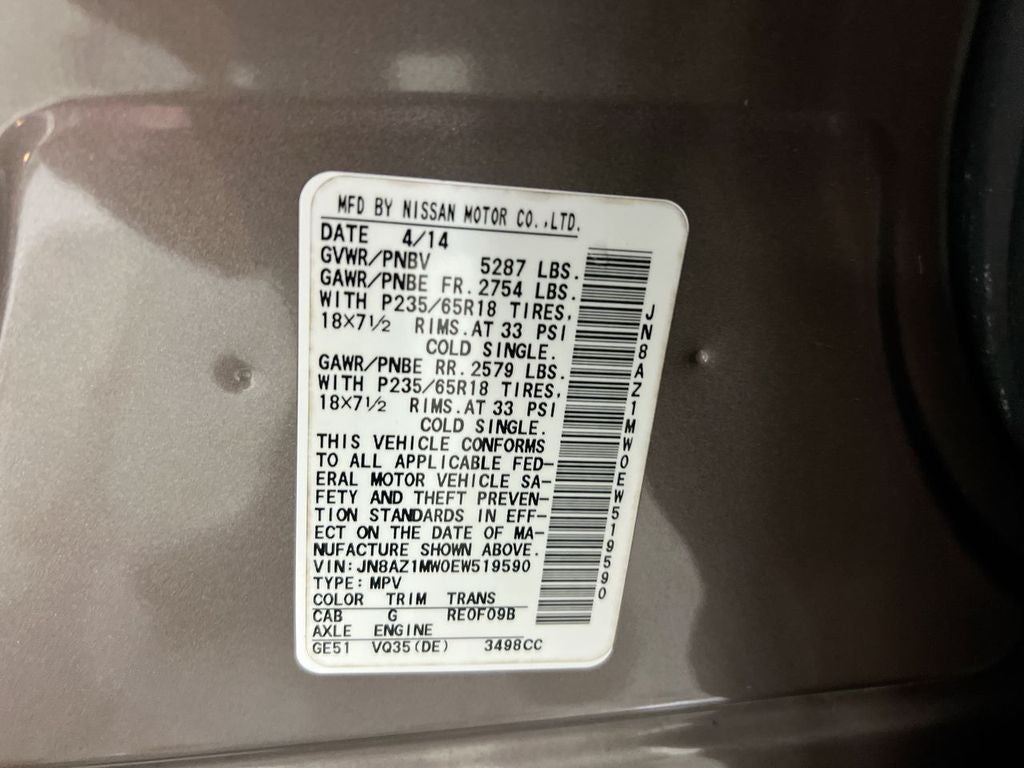 MFD BY NISSAN MOTOR CO.,LTD.
DATE 4/14
GVWR/PNBV 5287 LBS.
GAWR/PNBE FR. 2754 LBS.
WITH P235/65R18 TIRES,
18×7½ RIMS.AT 33 PSI
COLD SINGLE.
GAWR/PNBE RR. 2579 LBS.
WITH P235/65R18 TIRES,
18×7½ RIMS.AT 33 PSI
COLD SINGLE.
THIS VEHICLE CONFORMS
TO ALL APPLICABLE FED-
ERAL MOTOR VEHICLE SA-
FETY AND THEFT PREVEN-
TION STANDARDS IN EFF-
ECT ON THE DATE OF MA-
NUFACTURE SHOWN ABOVE.
VIN:JN8AZ1MW0EW519590
TYPE:MPV
COLOR TRIM TRANS
CAB G RE0F09B
AXLE ENGINE
GE51 VQ35(DE) 3498CC
JN8AZ1MW0EW519590